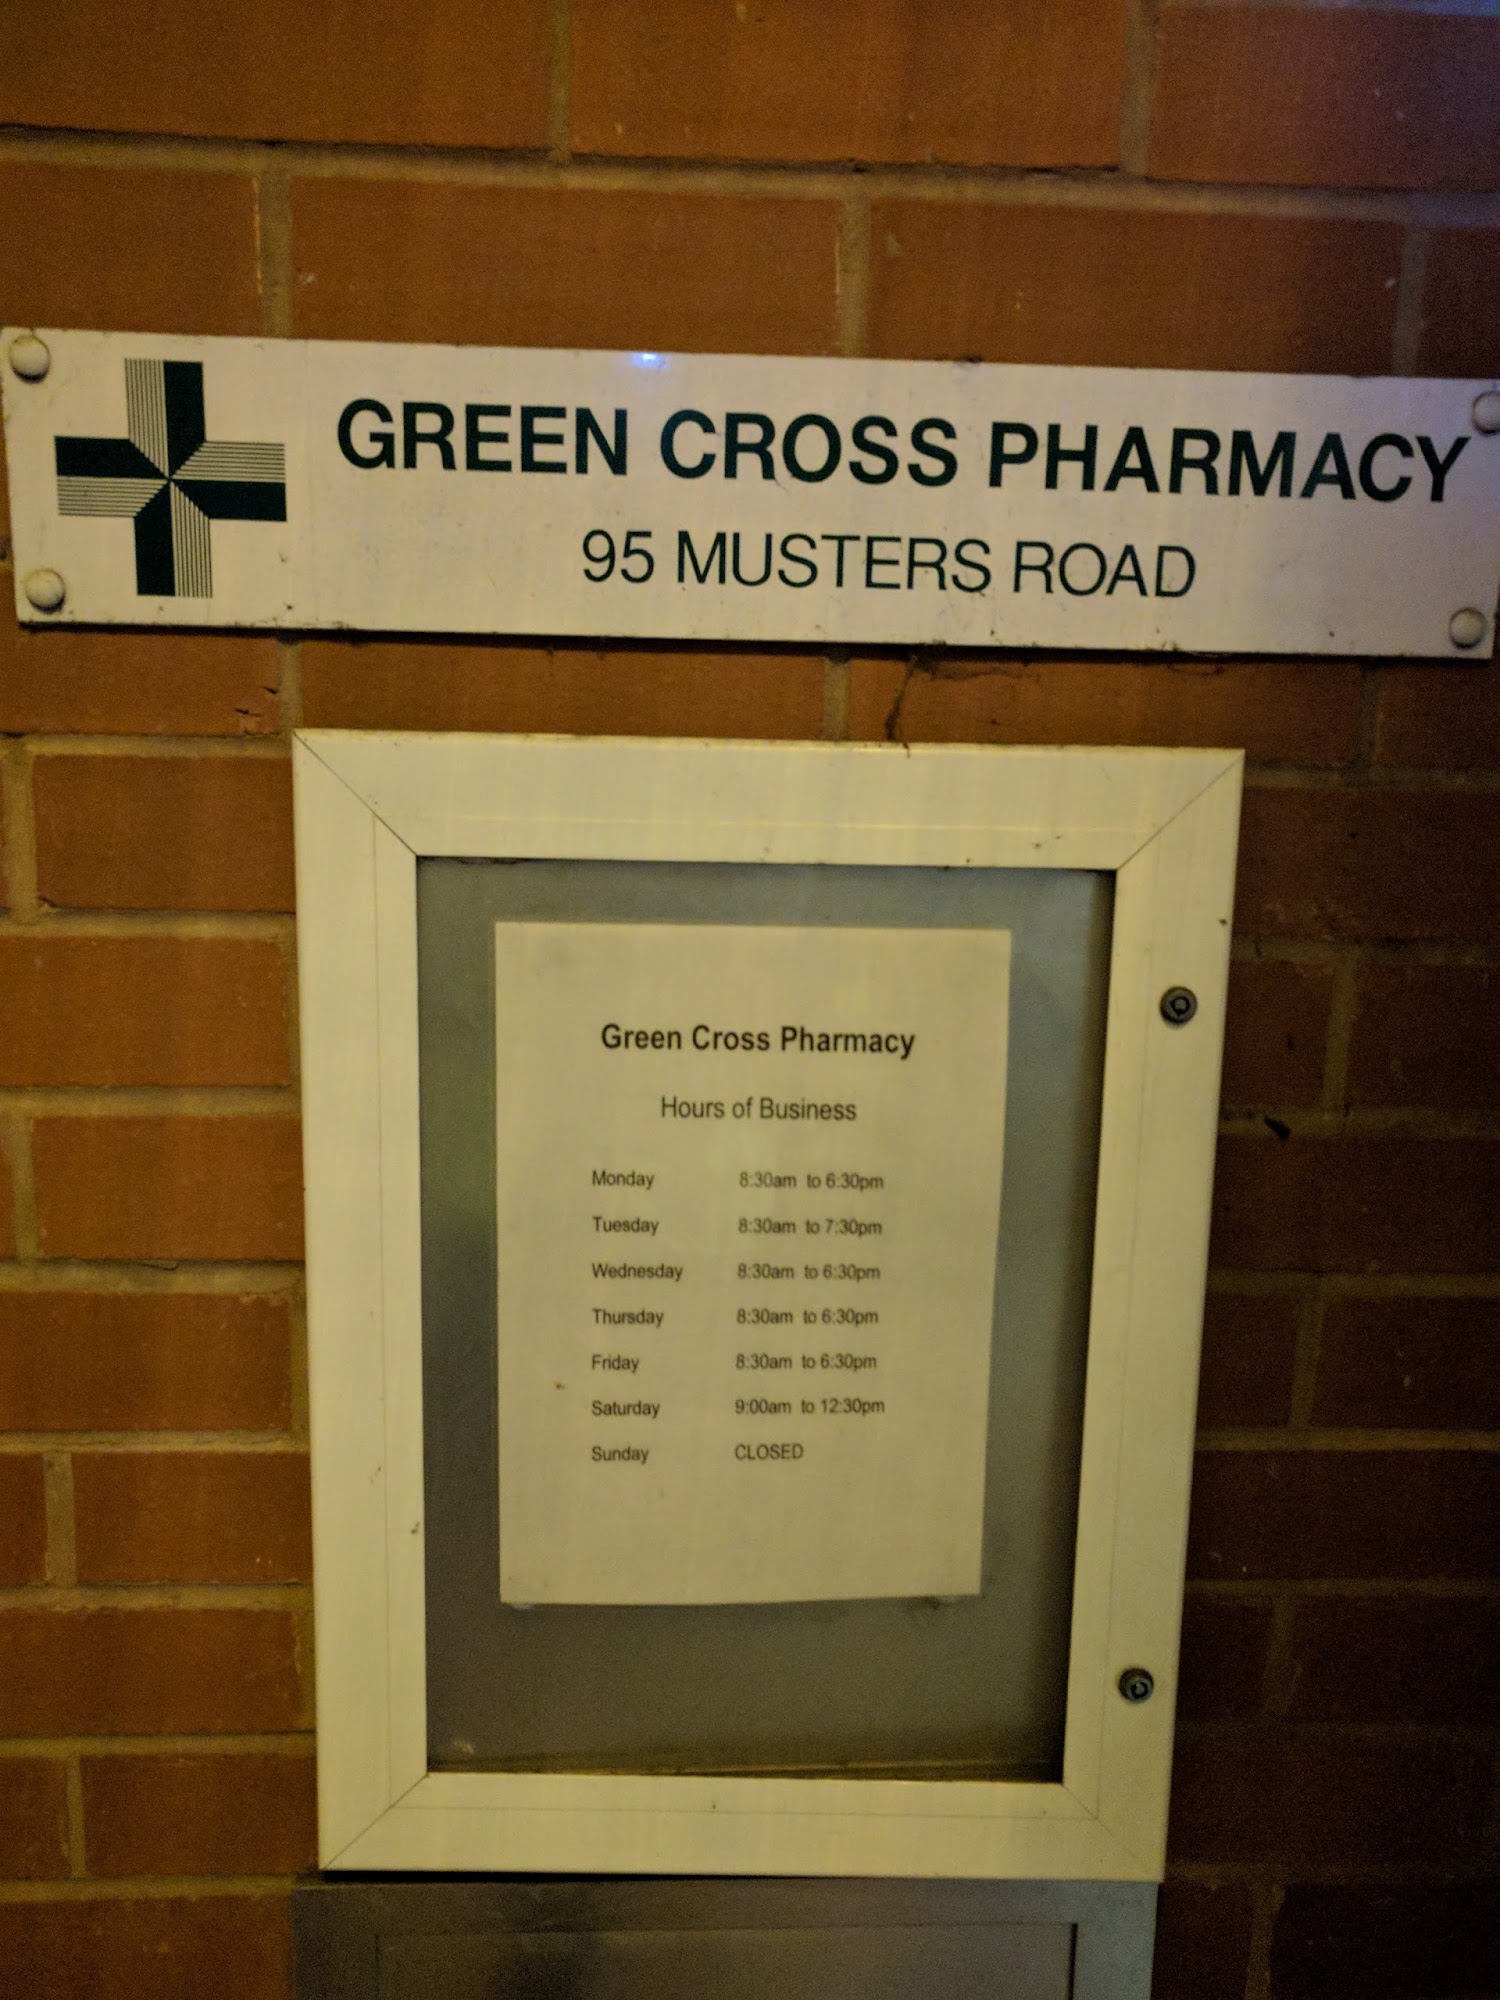 GREEN CROSS PHARMACY
95 MUSTERS ROAD
Green Cross Pharmacy
Hours of Business
Monday 8:30am to 6:30pm
Tuesday 8:30am to 7:30pm
Wednesday 8:30am to 6:30pm
Thursday 8:30am to 6:30pm
Friday 8:30am to 6:30pm
Saturday 9:00am to 12:30pm
Sunday CLOSED